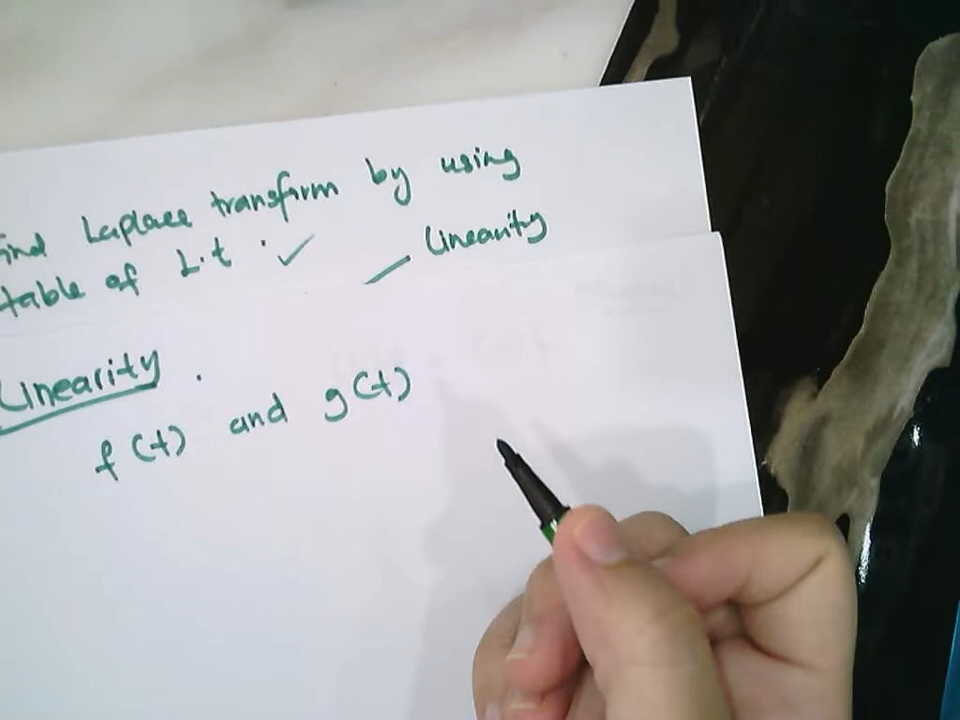 Find Laplace transform by using
table of L.t : ✓
Linearity
Linearity .
f(t) and g(t)